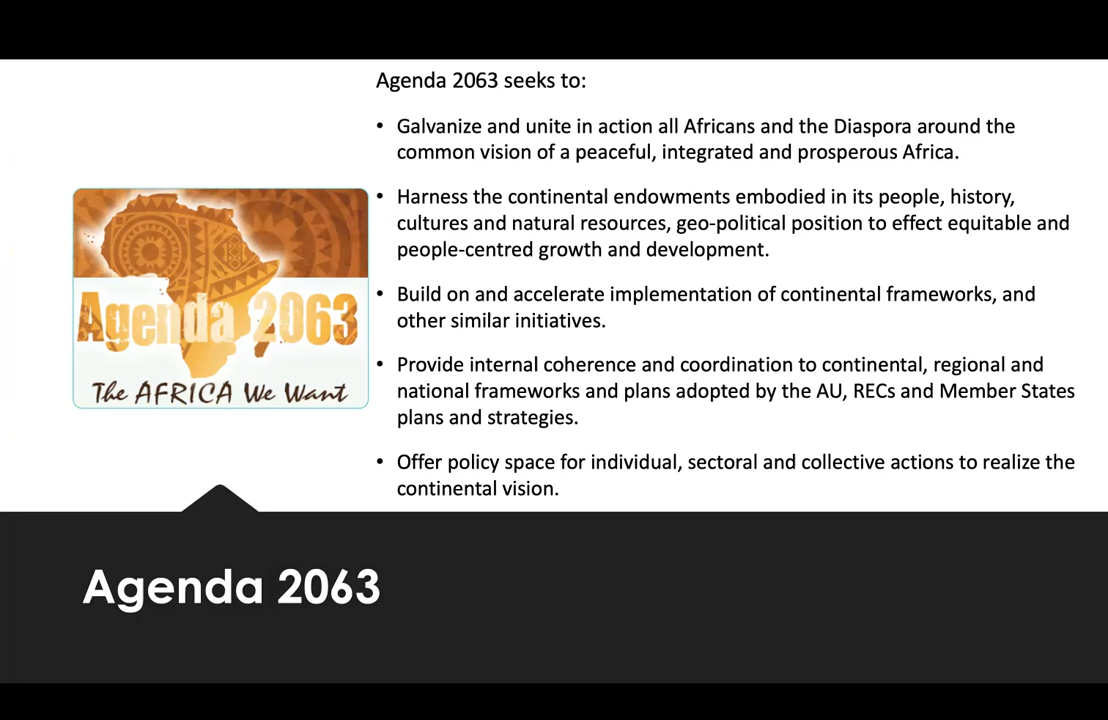 Agenda 2063 seeks to:
• Galvanize and unite in action all Africans and the Diaspora around the
common vision of a peaceful, integrated and prosperous Africa.
• Harness the continental endowments embodied in its people, history,
cultures and natural resources, geo-political position to effect equitable and
people-centred growth and development.
• Build on and accelerate implementation of continental frameworks, and
other similar initiatives.
• Provide internal coherence and coordination to continental, regional and
national frameworks and plans adopted by the AU, RECs and Member States
plans and strategies.
• Offer policy space for individual, sectoral and collective actions to realize the
continental vision.
Agenda 2063
The AFRICA We Want
Agenda 2063